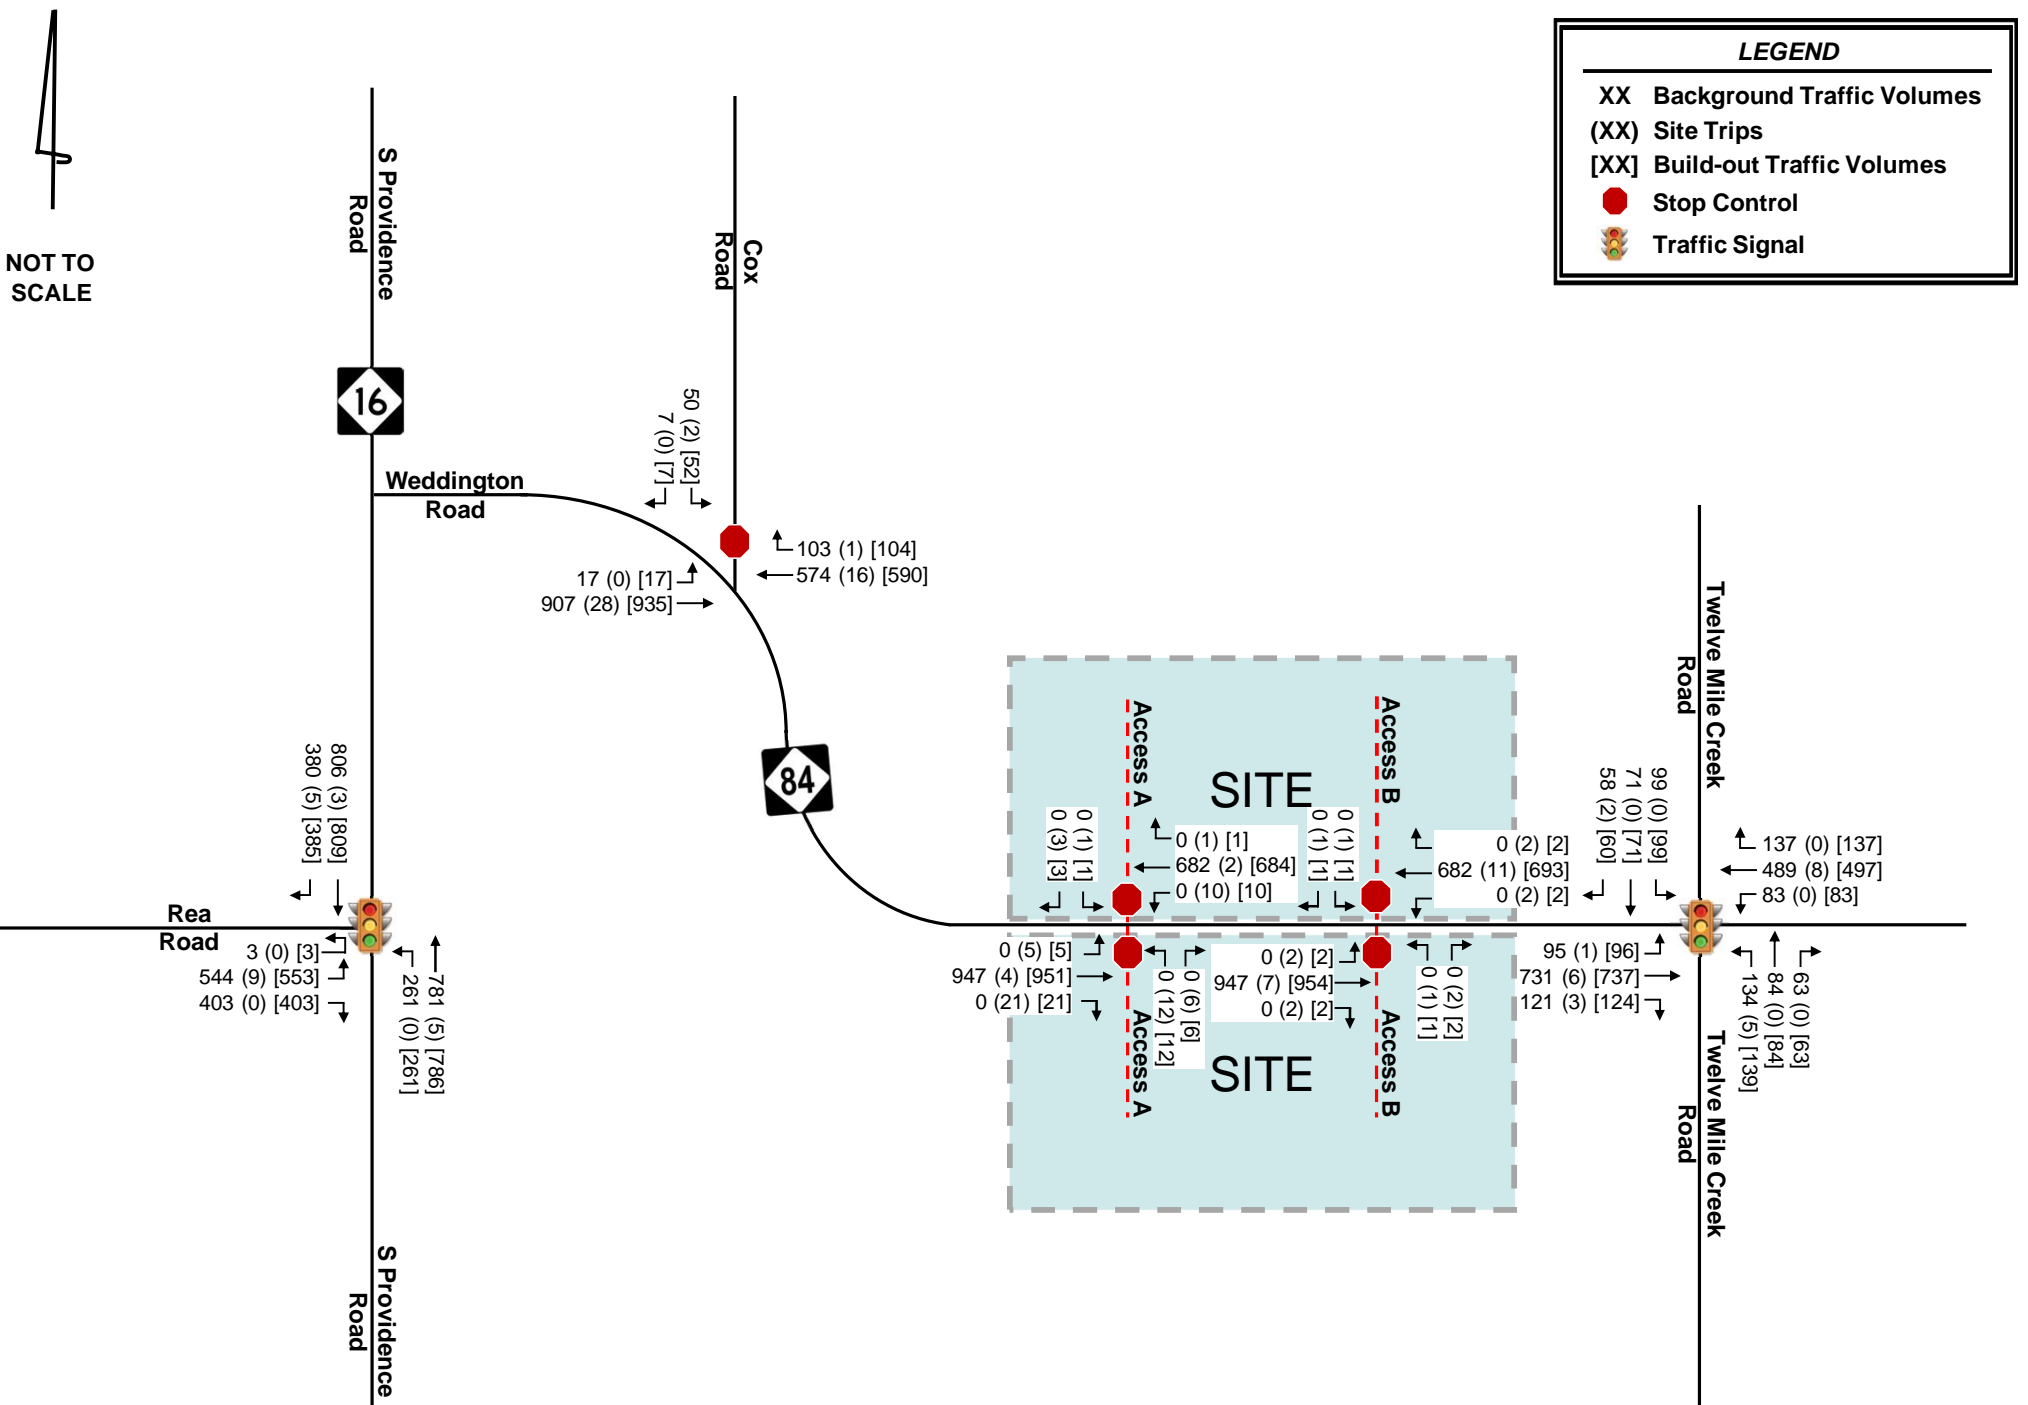 LEGEND
XX Background Traffic Volumes
(XX) Site Trips
[XX] Build-out Traffic Volumes
Stop Control
Traffic Signal
NOT TO
SCALE
S Providence
Road
Cox
Road
16
Weddington
Road
50 (2) [52]
7 (0) [7]
103 (1) [104]
574 (16) [590]
17 (0) [17]
907 (28) [935]
84
806 (3) [809]
380 (5) [385]
Rea
Road
3 (0) [3]
544 (9) [553]
403 (0) [403]
781 (5) [786]
261 (0) [261]
S Providence
Road
SITE
Access A
Access B
0 (1) [1]
0 (3) [3]
0 (1) [1]
682 (2) [684]
0 (10) [10]
0 (1) [1]
0 (1) [1]
0 (2) [2]
682 (11) [693]
0 (2) [2]
0 (5) [5]
947 (4) [951]
0 (21) [21]
0 (6) [6]
0 (12) [12]
0 (2) [2]
947 (7) [954]
0 (2) [2]
0 (2) [2]
0 (1) [1]
Access A
Access B
SITE
Twelve Mile Creek
Road
99 (0) [99]
71 (0) [71]
58 (2) [60]
137 (0) [137]
489 (8) [497]
83 (0) [83]
95 (1) [96]
731 (6) [737]
121 (3) [124]
63 (0) [63]
84 (0) [84]
134 (5) [139]
Twelve Mile Creek
Road